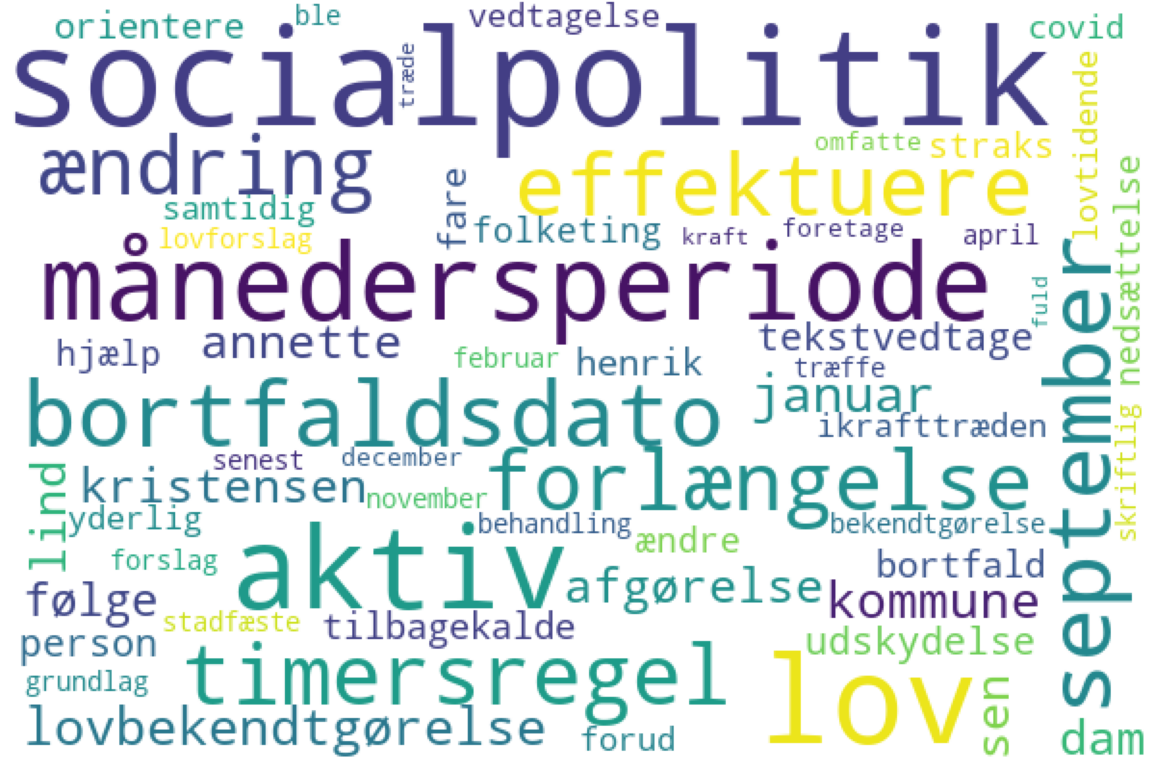 orientere
ble
vedtagelse
covid
socialpolitik
træde
lovtidende
ændring
effektuere
omfatte
straks
samtidig
fare
nedsættelse
lovforslag
folketing
kraft
foretage
april
månedersperiode
september
fuld
hjælp
annette
februar
henrik
tekstvedtage
træffe
bortfaldsdato
januar
ikrafttræden
skriftlig
senest
december
kristensen
november
forlængelse
lind
yderlig
behandling
ændre
bekendtgørelse
forslag
aktiv
afgørelse
bortfald
følge
stadfæste
tilbagekalde
kommune
person
udskydelse
grundlag
timersregel
lov
sen
lovbekendtgørelse
forud
dam